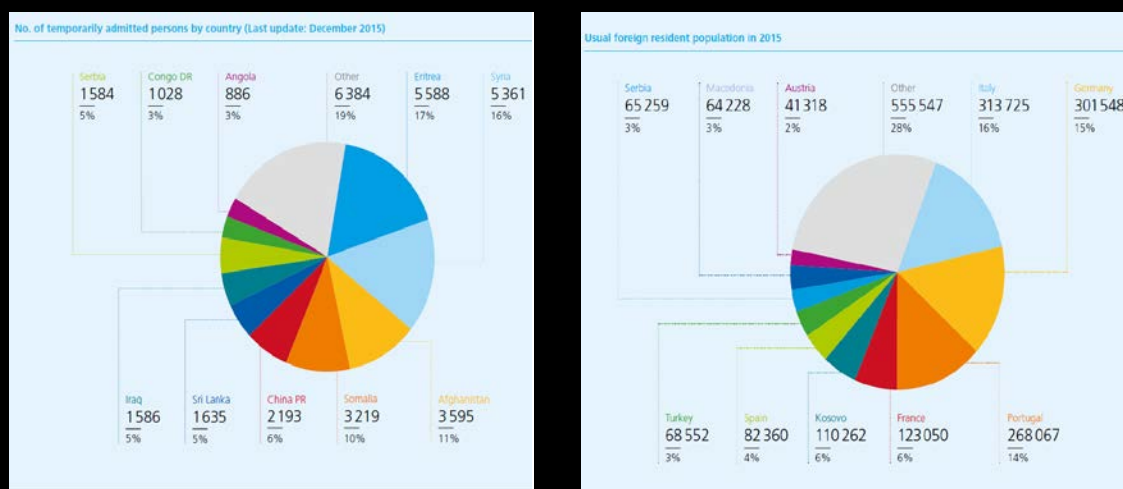 No. of temporarily admitted persons by country (Last update: December 2015)
Serbia Congo DR Angola Other Eritrea Syria
1584 1028 886 6384 5588 5361
5% 3% 3% 19% 17% 16%
Iraq Sri Lanka China PR Somalia Afghanistan
1586 1635 2193 3219 3595
5% 5% 6% 10% 11%
Usual foreign resident population in 2015
Serbia Macedonia Austria Other Italy Germany
65259 64228 41318 555547 313725 301548
3% 3% 2% 28% 16% 15%
Turkey Spain Kosovo France Portugal
68552 82360 110262 123050 268067
3% 4% 6% 6% 14%